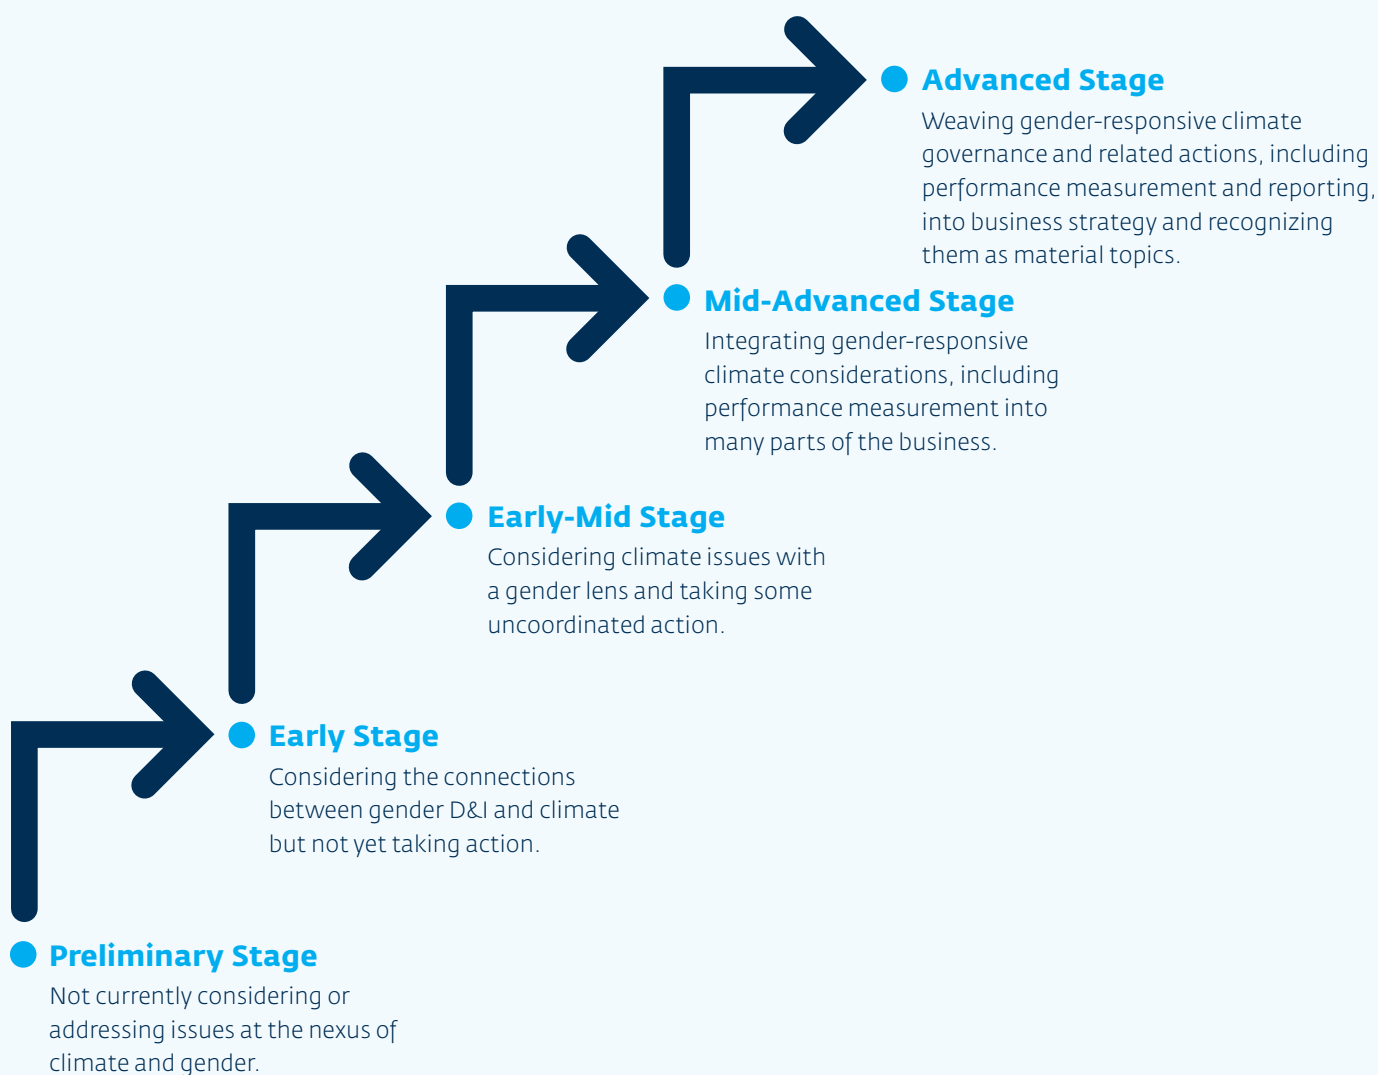 Advanced Stage
Weaving gender-responsive climate
governance and related actions, including
performance measurement and reporting,
into business strategy and recognizing
them as material topics.
Mid-Advanced Stage
Integrating gender-responsive
climate considerations, including
performance measurement into
many parts of the business.
Early-Mid Stage
Considering climate issues with
a gender lens and taking some
uncoordinated action.
Early Stage
Considering the connections
between gender D&I and climate
but not yet taking action.
Preliminary Stage
Not currently considering or
addressing issues at the nexus of
climate and gender.